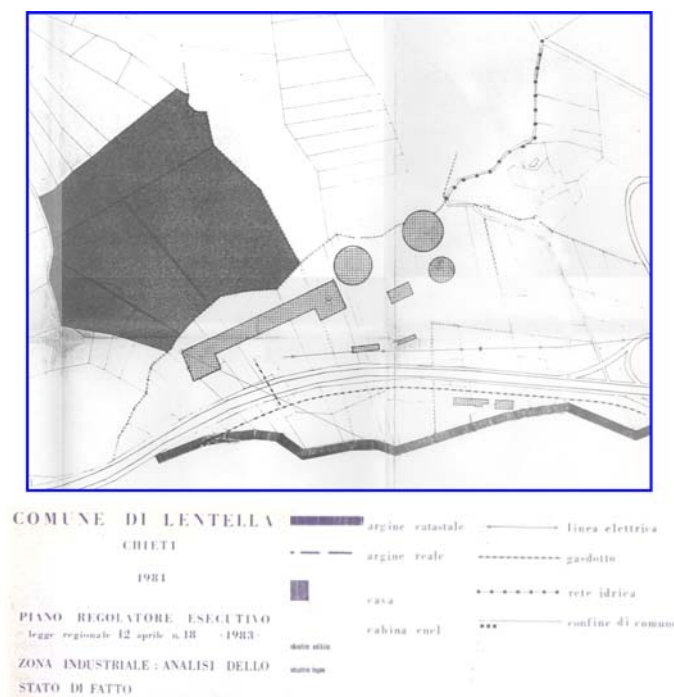 COMUNE DI LENTELLA
CHIETI
1981
PIANO REGOLATORE ESECUTIVO
legge regionale 12 aprile n.18 -1983-
ZONA INDUSTRIALE : ANALISI DELLO
STATO DI FATTO
argine catastale
argine reale
cava
cabina enel
linea elettrica
gasdotto
rete idrica
confine di comune